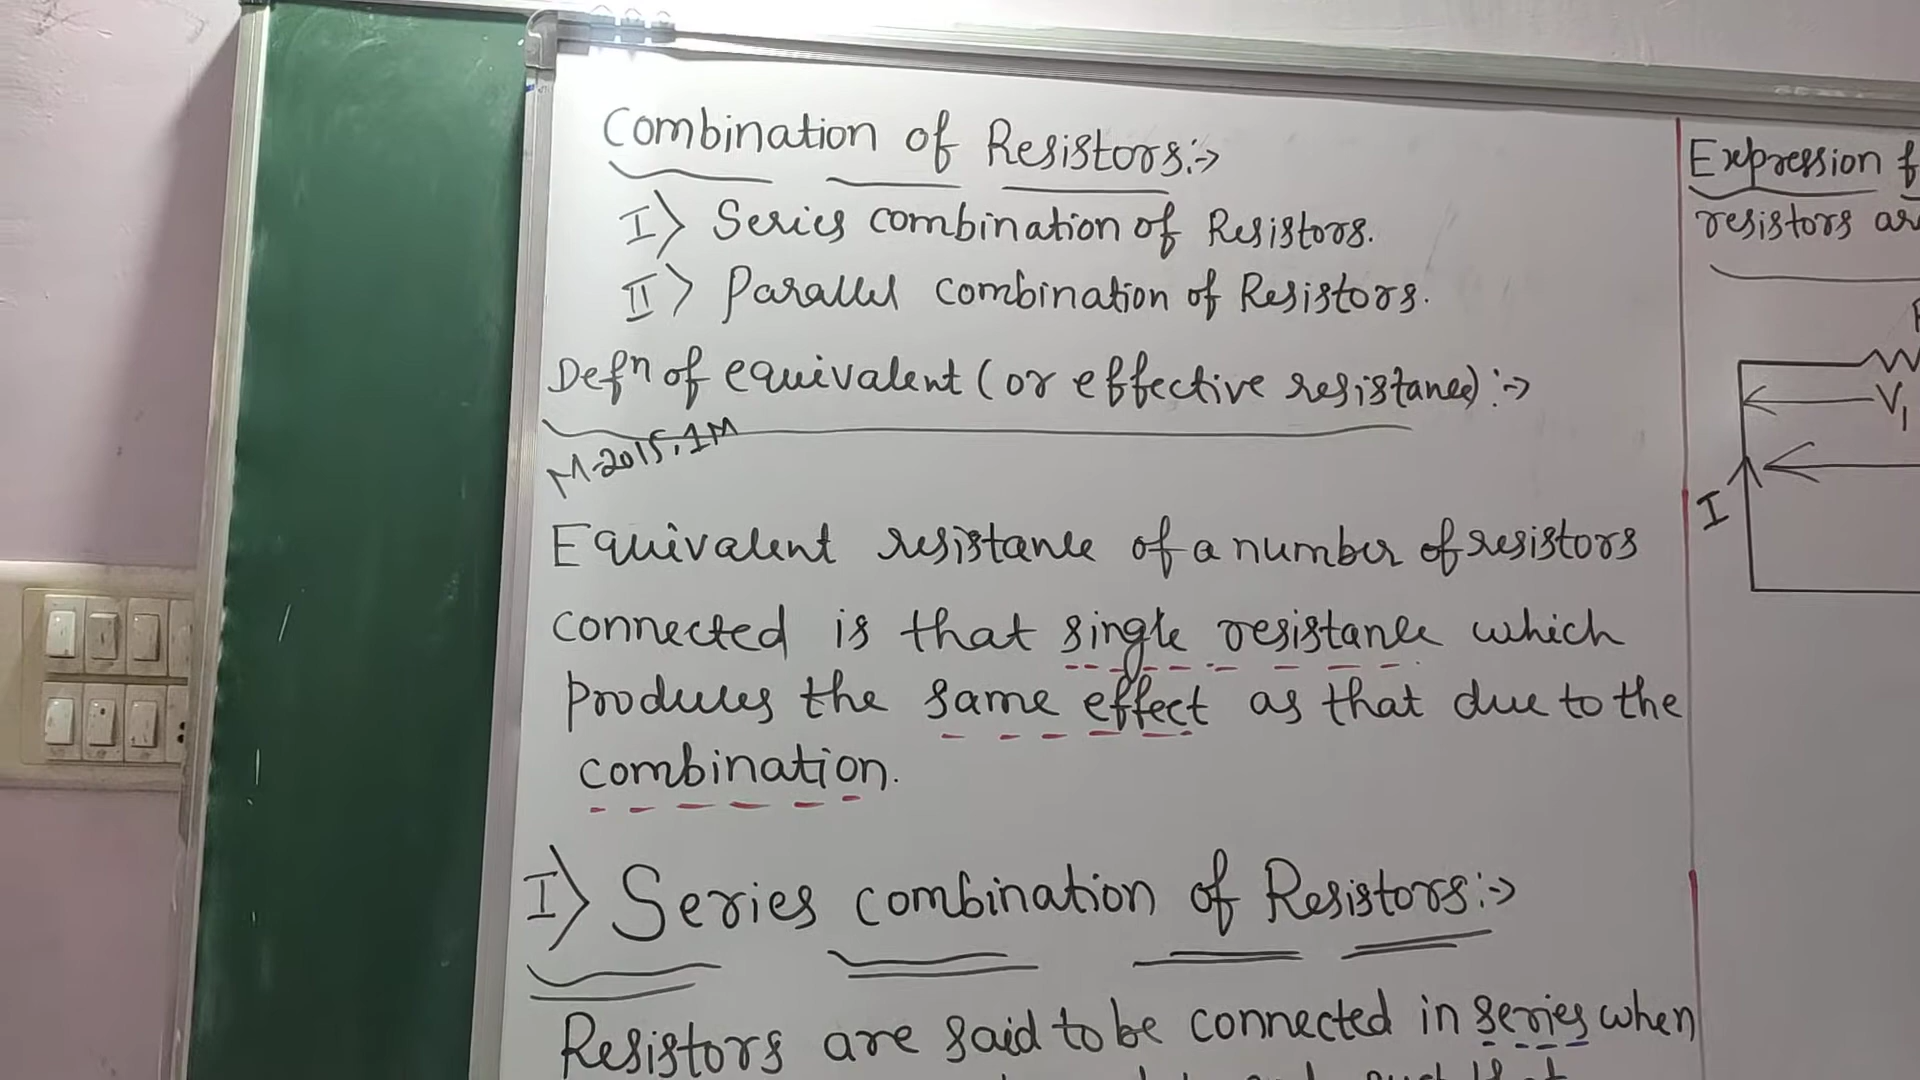 Combination of Resistors:->
I> Series combination of Resistors.
II> Parallel combination of Resistors.
Defn of equivalent (or effective resistance) :->
M-2015, 1M
Equivalent resistance of a number of resistors
connected is that single resistance which
produces the same effect as that due to the
combination.
I> Series combination of Resistors:->
Resistors are said to be connected in series when
Expression f
resistors ar
V1
I